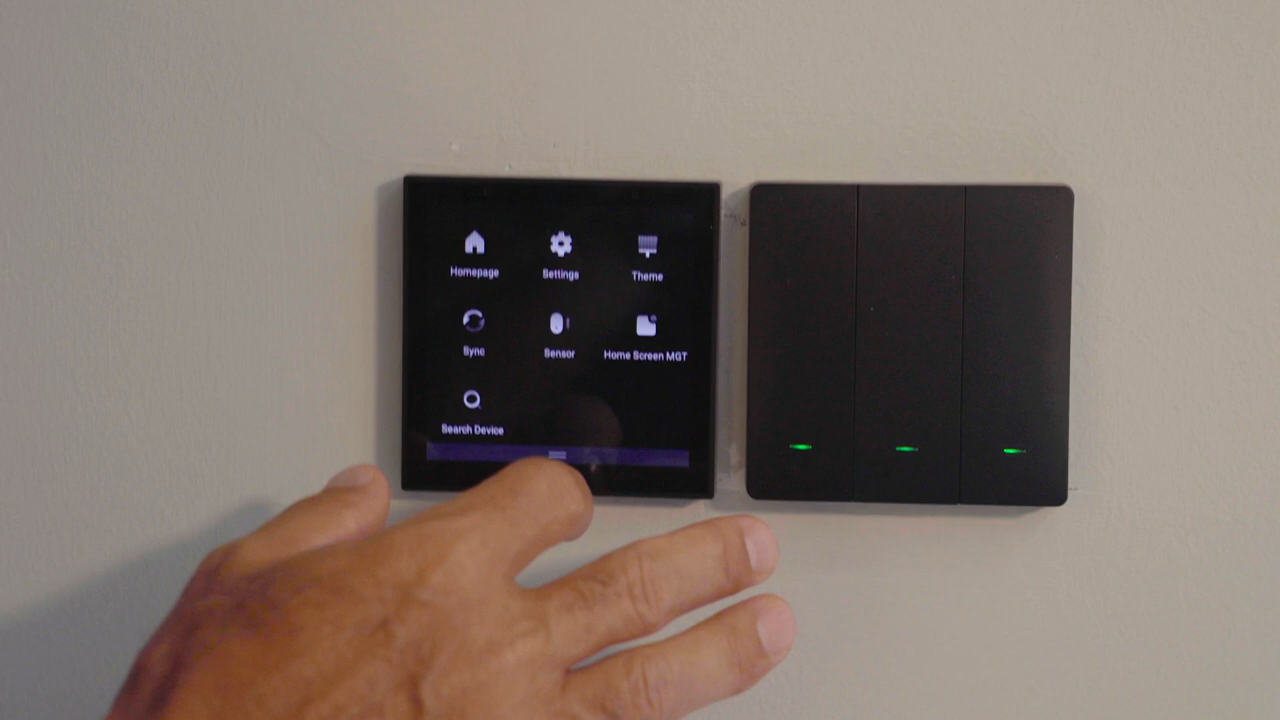 Homepage
Settings
Theme
Sync
Sensor
Home Screen MGT
Search Device